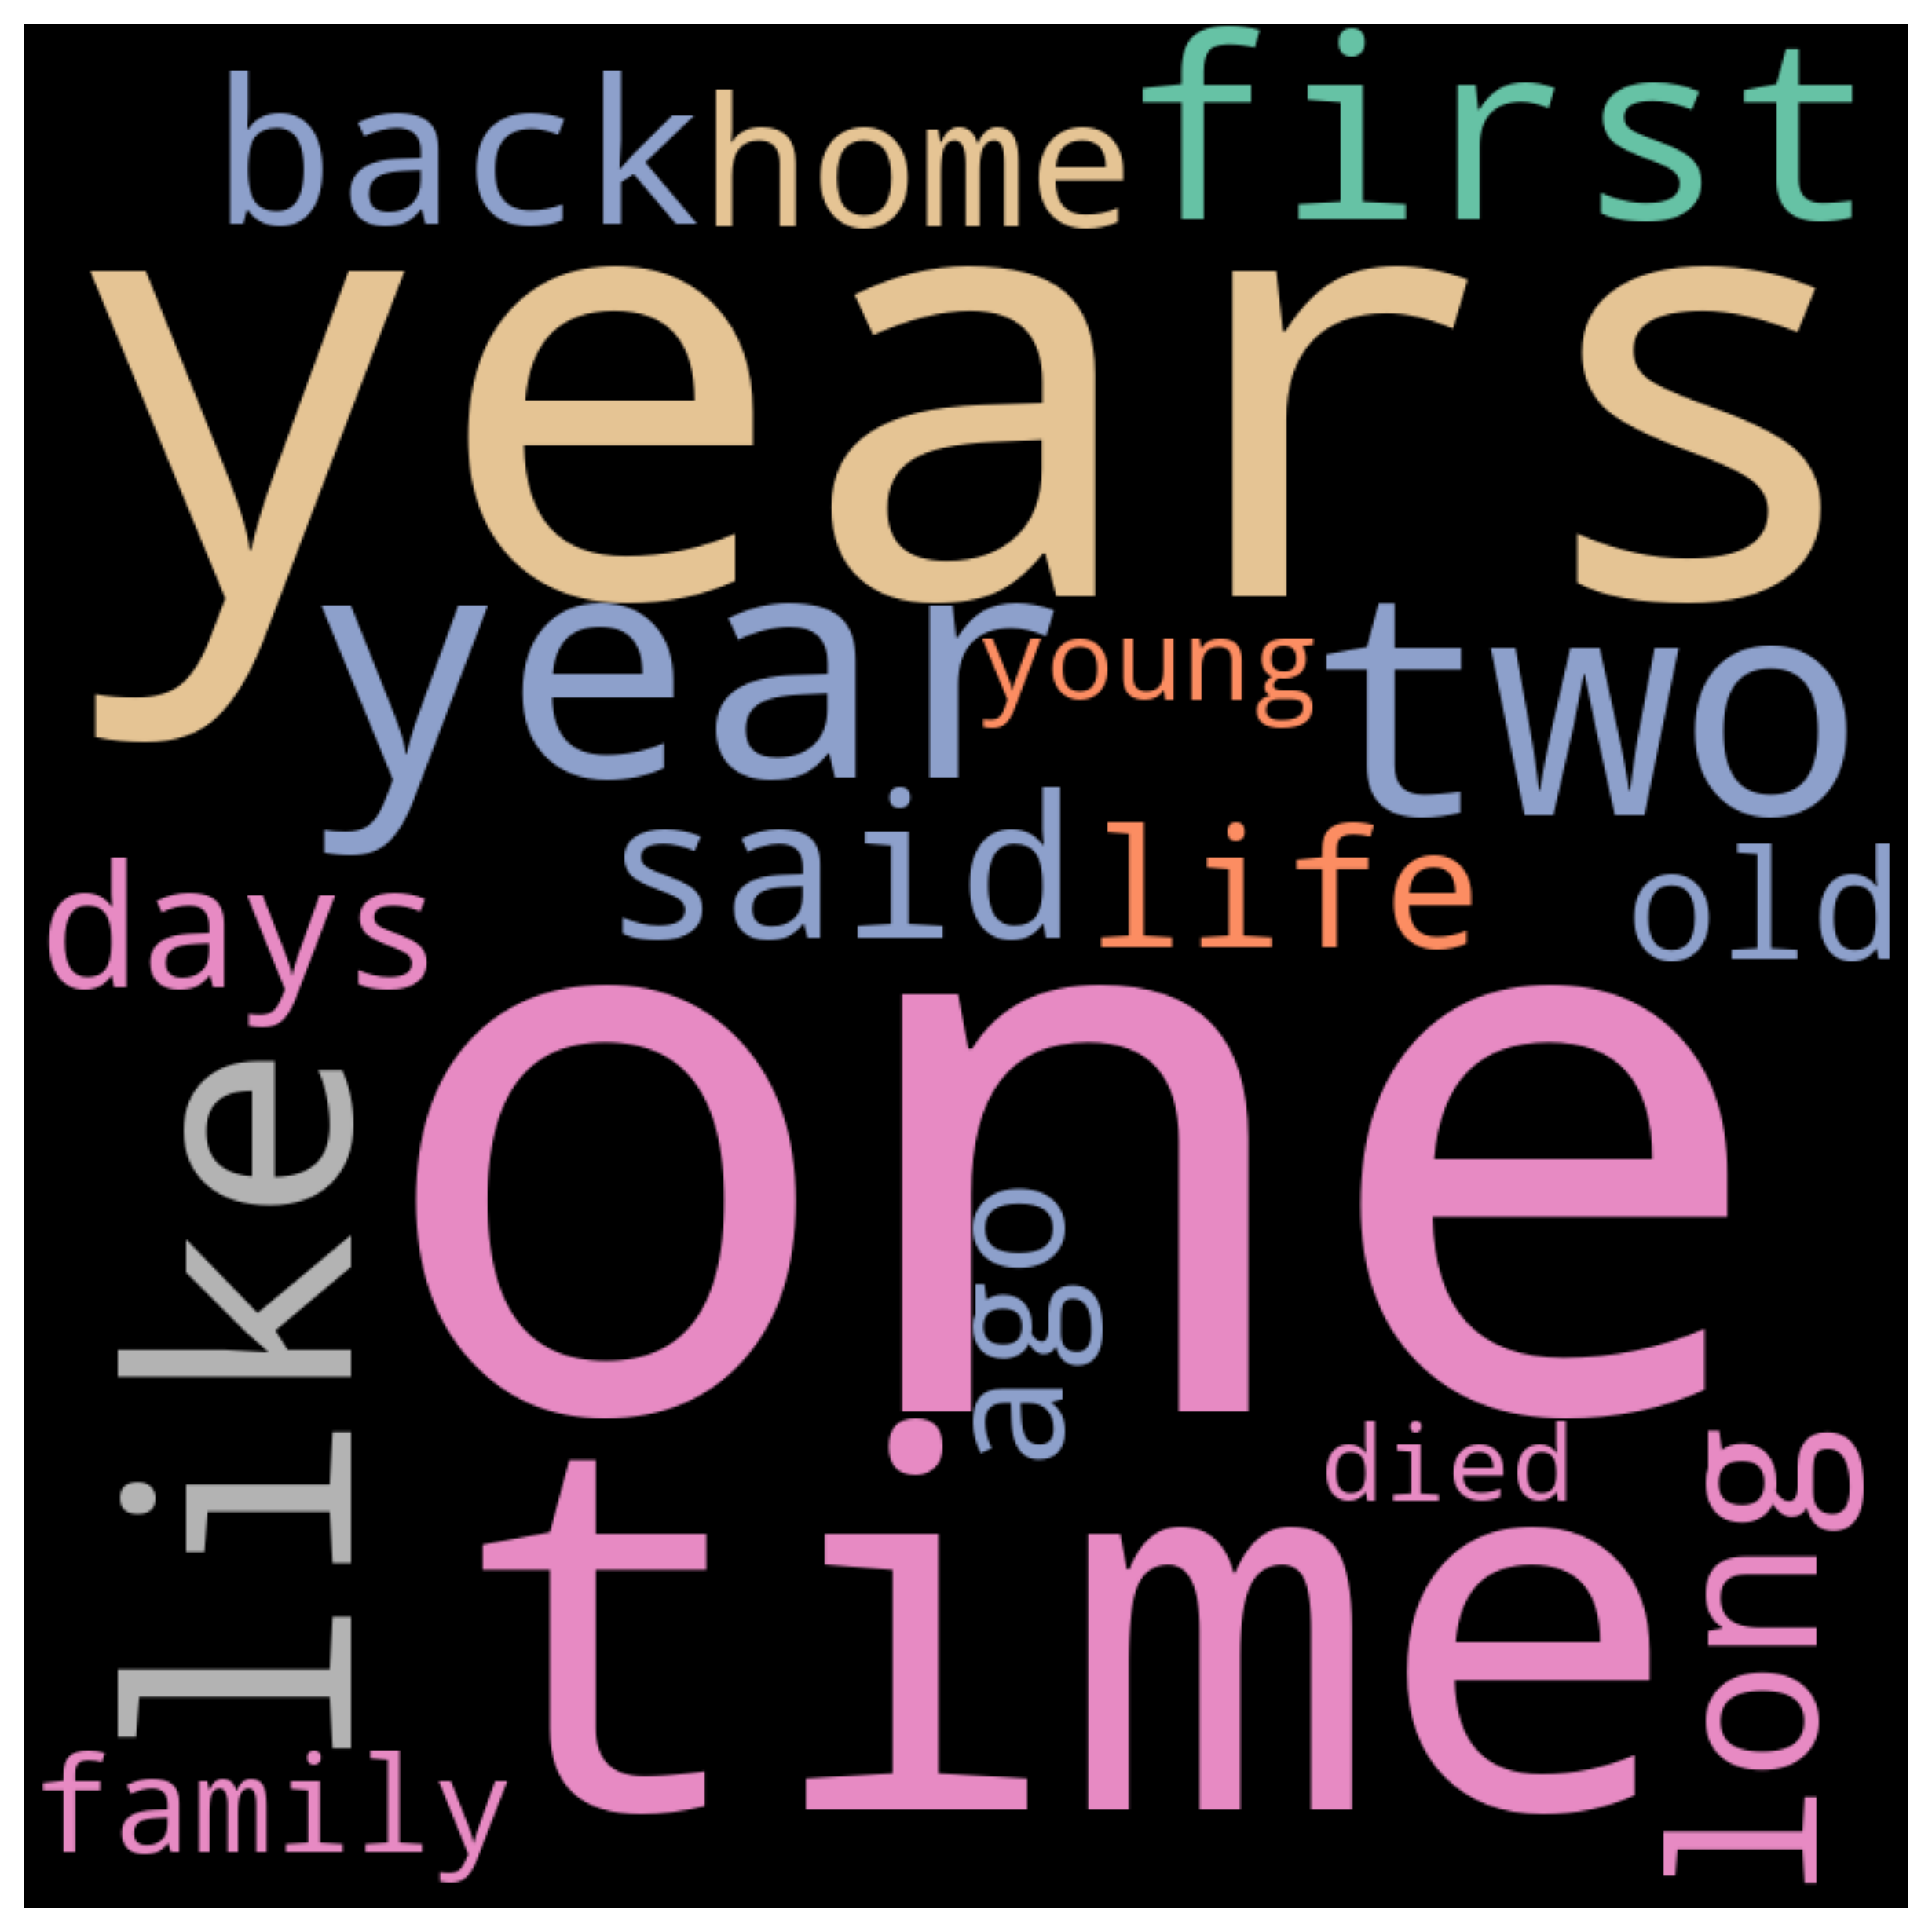 back home first
years
year young two
said life old
days
one
like
ago
died
long
time
family